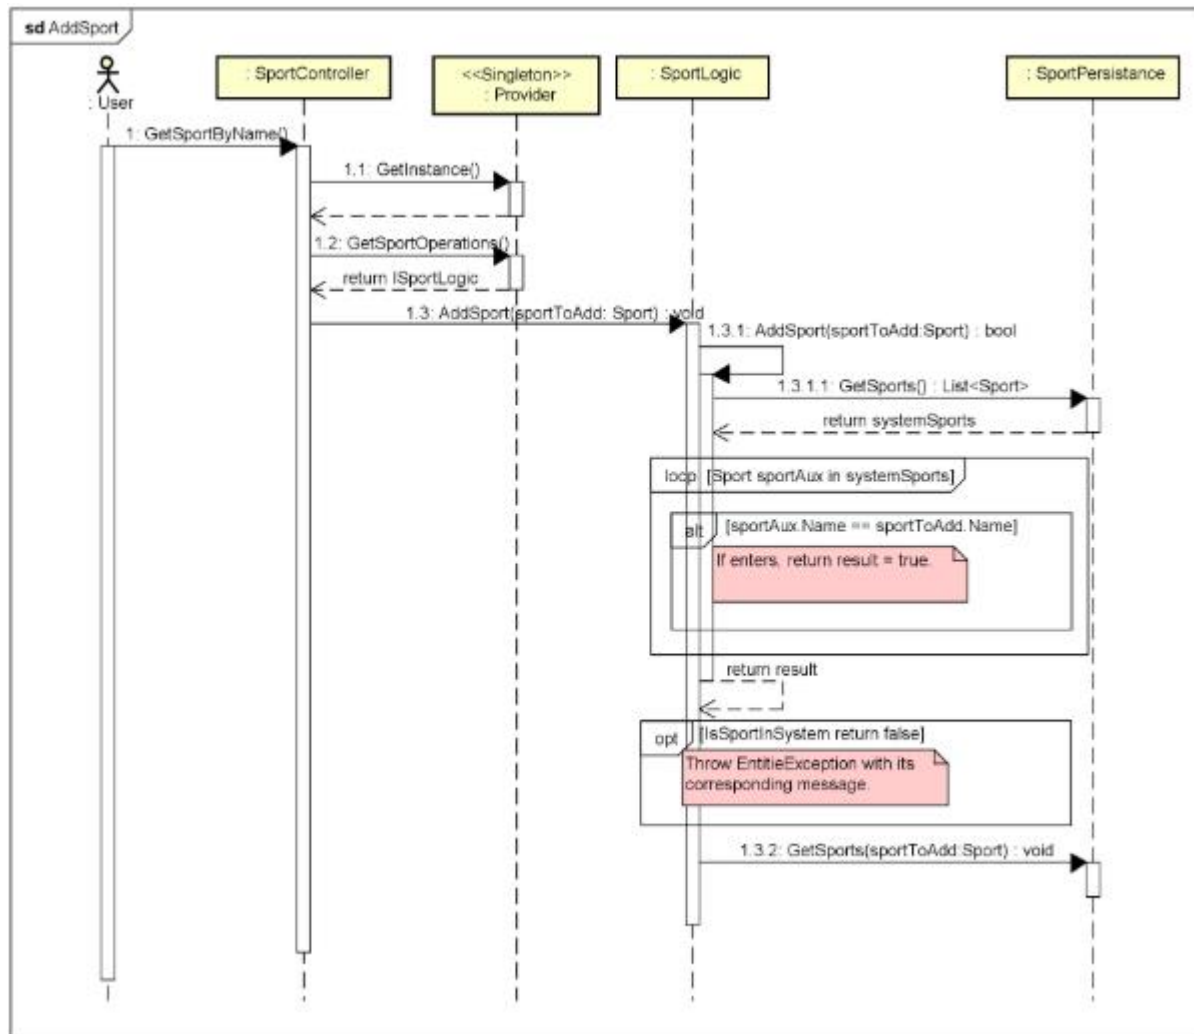 sd AddSport
: User
: SportController
<<Singleton>>
: Provider
: SportLogic
: SportPersistance
1: GetSportByName()
1.1: GetInstance()
1.2: GetSportOperations()
return ISportLogic
1.3: AddSport(sportToAdd: Sport) : void
1.3.1: AddSport(sportToAdd:Sport) : bool
1.3.1.1: GetSports() : List<Sport>
return systemSports
loop [Sport sportAux in systemSports]
alt [sportAux.Name == sportToAdd.Name]
If enters, return result = true.
return result
opt [IsSportInSystem return false]
Throw EntitieException with its
corresponding message.
1.3.2: GetSports(sportToAdd:Sport) : void